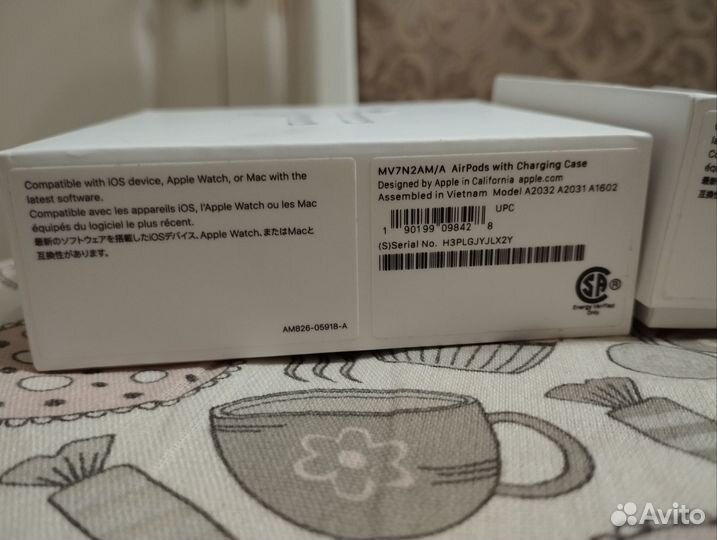 Compatible with iOS device, Apple Watch, or Mac with the
latest software.
Compatible avec les appareils iOS, l'Apple Watch ou les Mac
équipés du logiciel le plus récent.
最新のソフトウェアを搭載したiOSデバイス、Apple Watch、またはMacと
互換性があります。
AM826-05918-A
MV7N2AM/A AirPods with Charging Case
Designed by Apple in California apple.com
Assembled in Vietnam Model A2032 A2031 A1602
UPC
1 90199 09842 8
(S)Serial No. H3PLGJYJLX2Y
SA ®
Energy Verified
Only
Avito